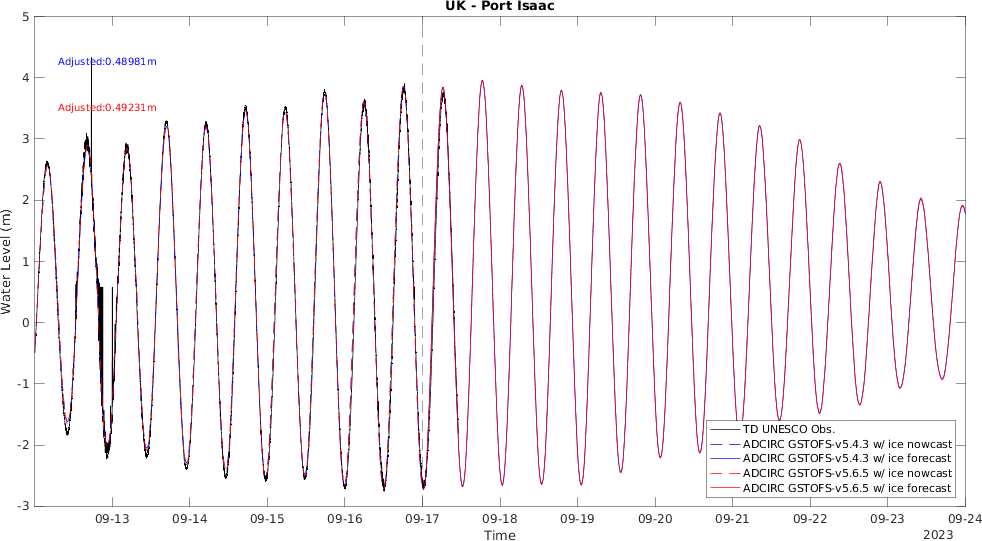 UK - Port Isaac
5
4
3
2
1
0
-1
-2
-3
Water Level (m)
Adjusted:0.48981m
Adjusted:0.49231m
TD UNESCO Obs.
ADCIRC GSTOFS-v5.4.3 w/ ice nowcast
ADCIRC GSTOFS-v5.4.3 w/ ice forecast
ADCIRC GSTOFS-v5.6.5 w/ ice nowcast
ADCIRC GSTOFS-v5.6.5 w/ ice forecast
09-13 09-14 09-15 09-16 09-17 09-18 09-19 09-20 09-21 09-22 09-23 09-24
Time
2023